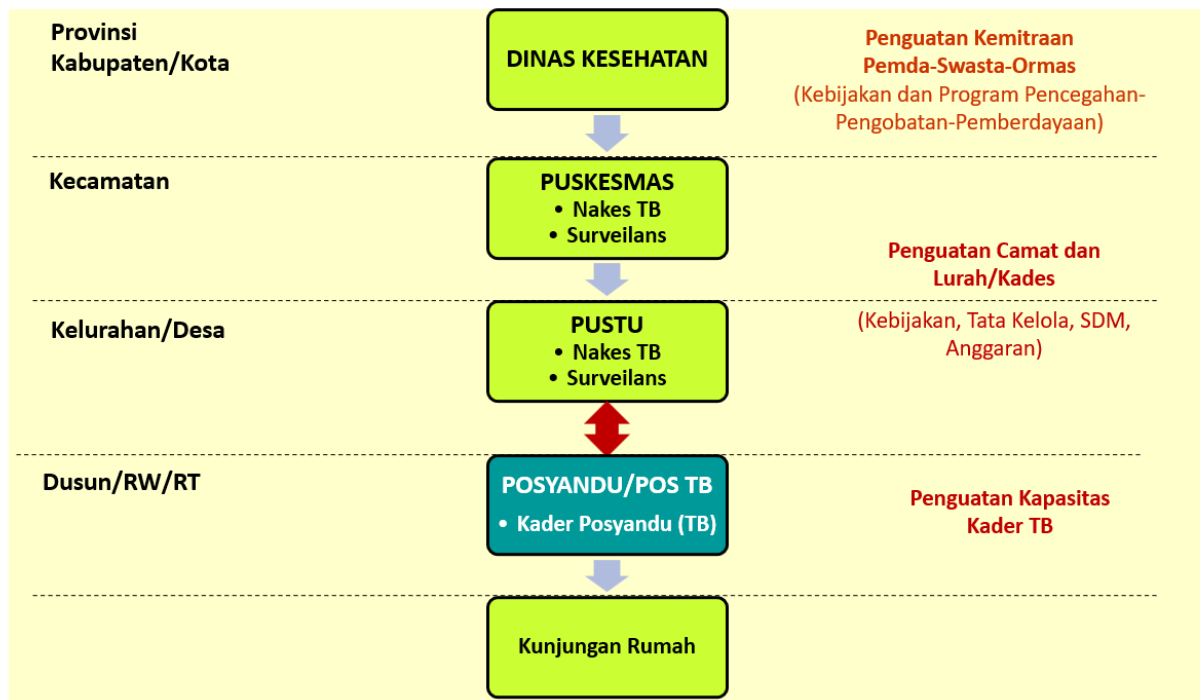 Provinsi
Kabupaten/Kota
DINAS KESEHATAN
Penguatan Kemitraan
Pemda-Swasta-Ormas
(Kebijakan dan Program Pencegahan-
Pengobatan-Pemberdayaan)
Kecamatan
PUSKESMAS
• Nakes TB
• Surveilans
Penguatan Camat dan
Lurah/Kades
Kelurahan/Desa
PUSTU
• Nakes TB
• Surveilans
(Kebijakan, Tata Kelola, SDM,
Anggaran)
Dusun/RW/RT
POSYANDU/POS TB
• Kader Posyandu (TB)
Penguatan Kapasitas
Kader TB
Kunjungan Rumah